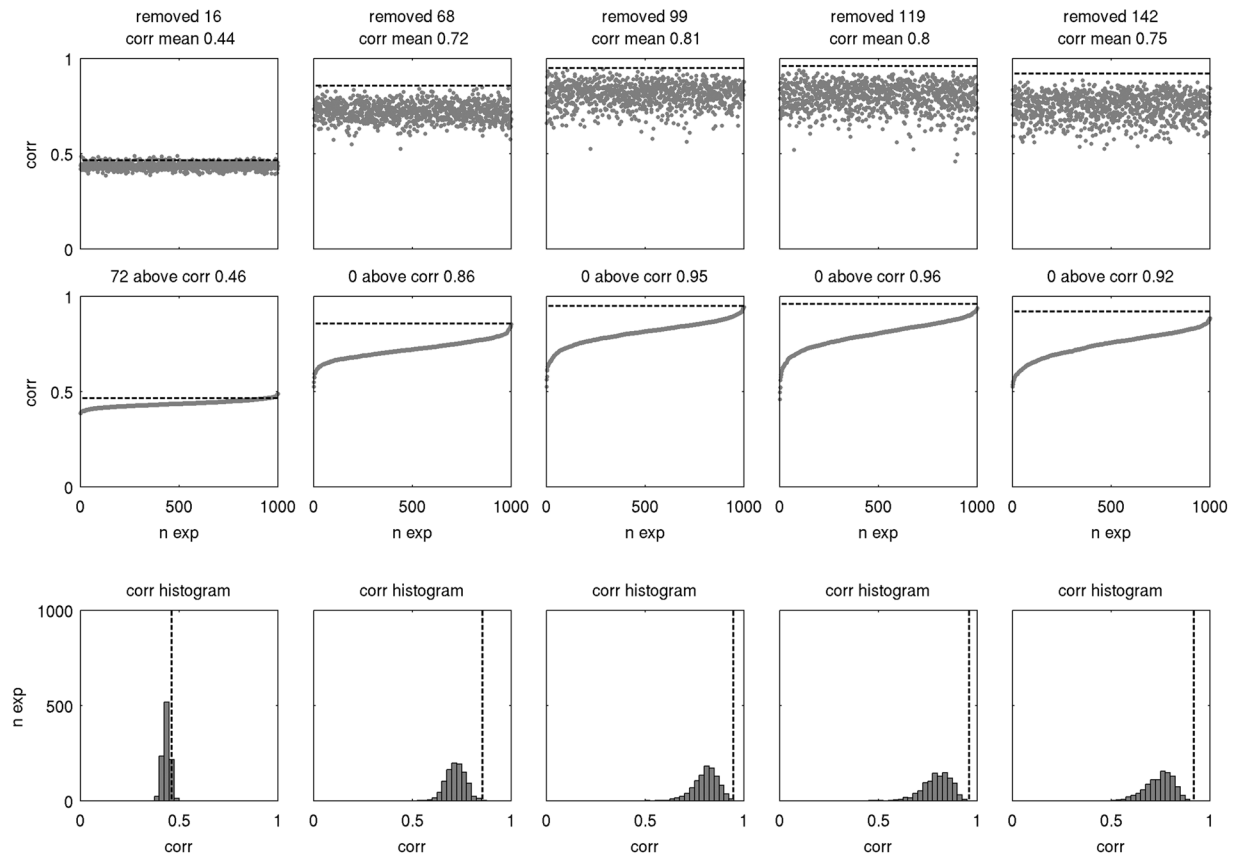 removed 16 removed 68 removed 99 removed 119 removed 142
corr mean 0.44 corr mean 0.72 corr mean 0.81 corr mean 0.8 corr mean 0.75
1
0.5
0
corr
0 500 1000
72 above corr 0.46 0 above corr 0.86 0 above corr 0.95 0 above corr 0.96 0 above corr 0.92
1
0.5
0
corr
0 500 1000 0 500 1000 0 500 1000 0 500 1000 0 500 1000
n exp n exp n exp n exp n exp
corr histogram corr histogram corr histogram corr histogram corr histogram
1000
500
0
n exp
0 0.5 1 0 0.5 1 0 0.5 1 0 0.5 1 0 0.5 1
corr corr corr corr corr